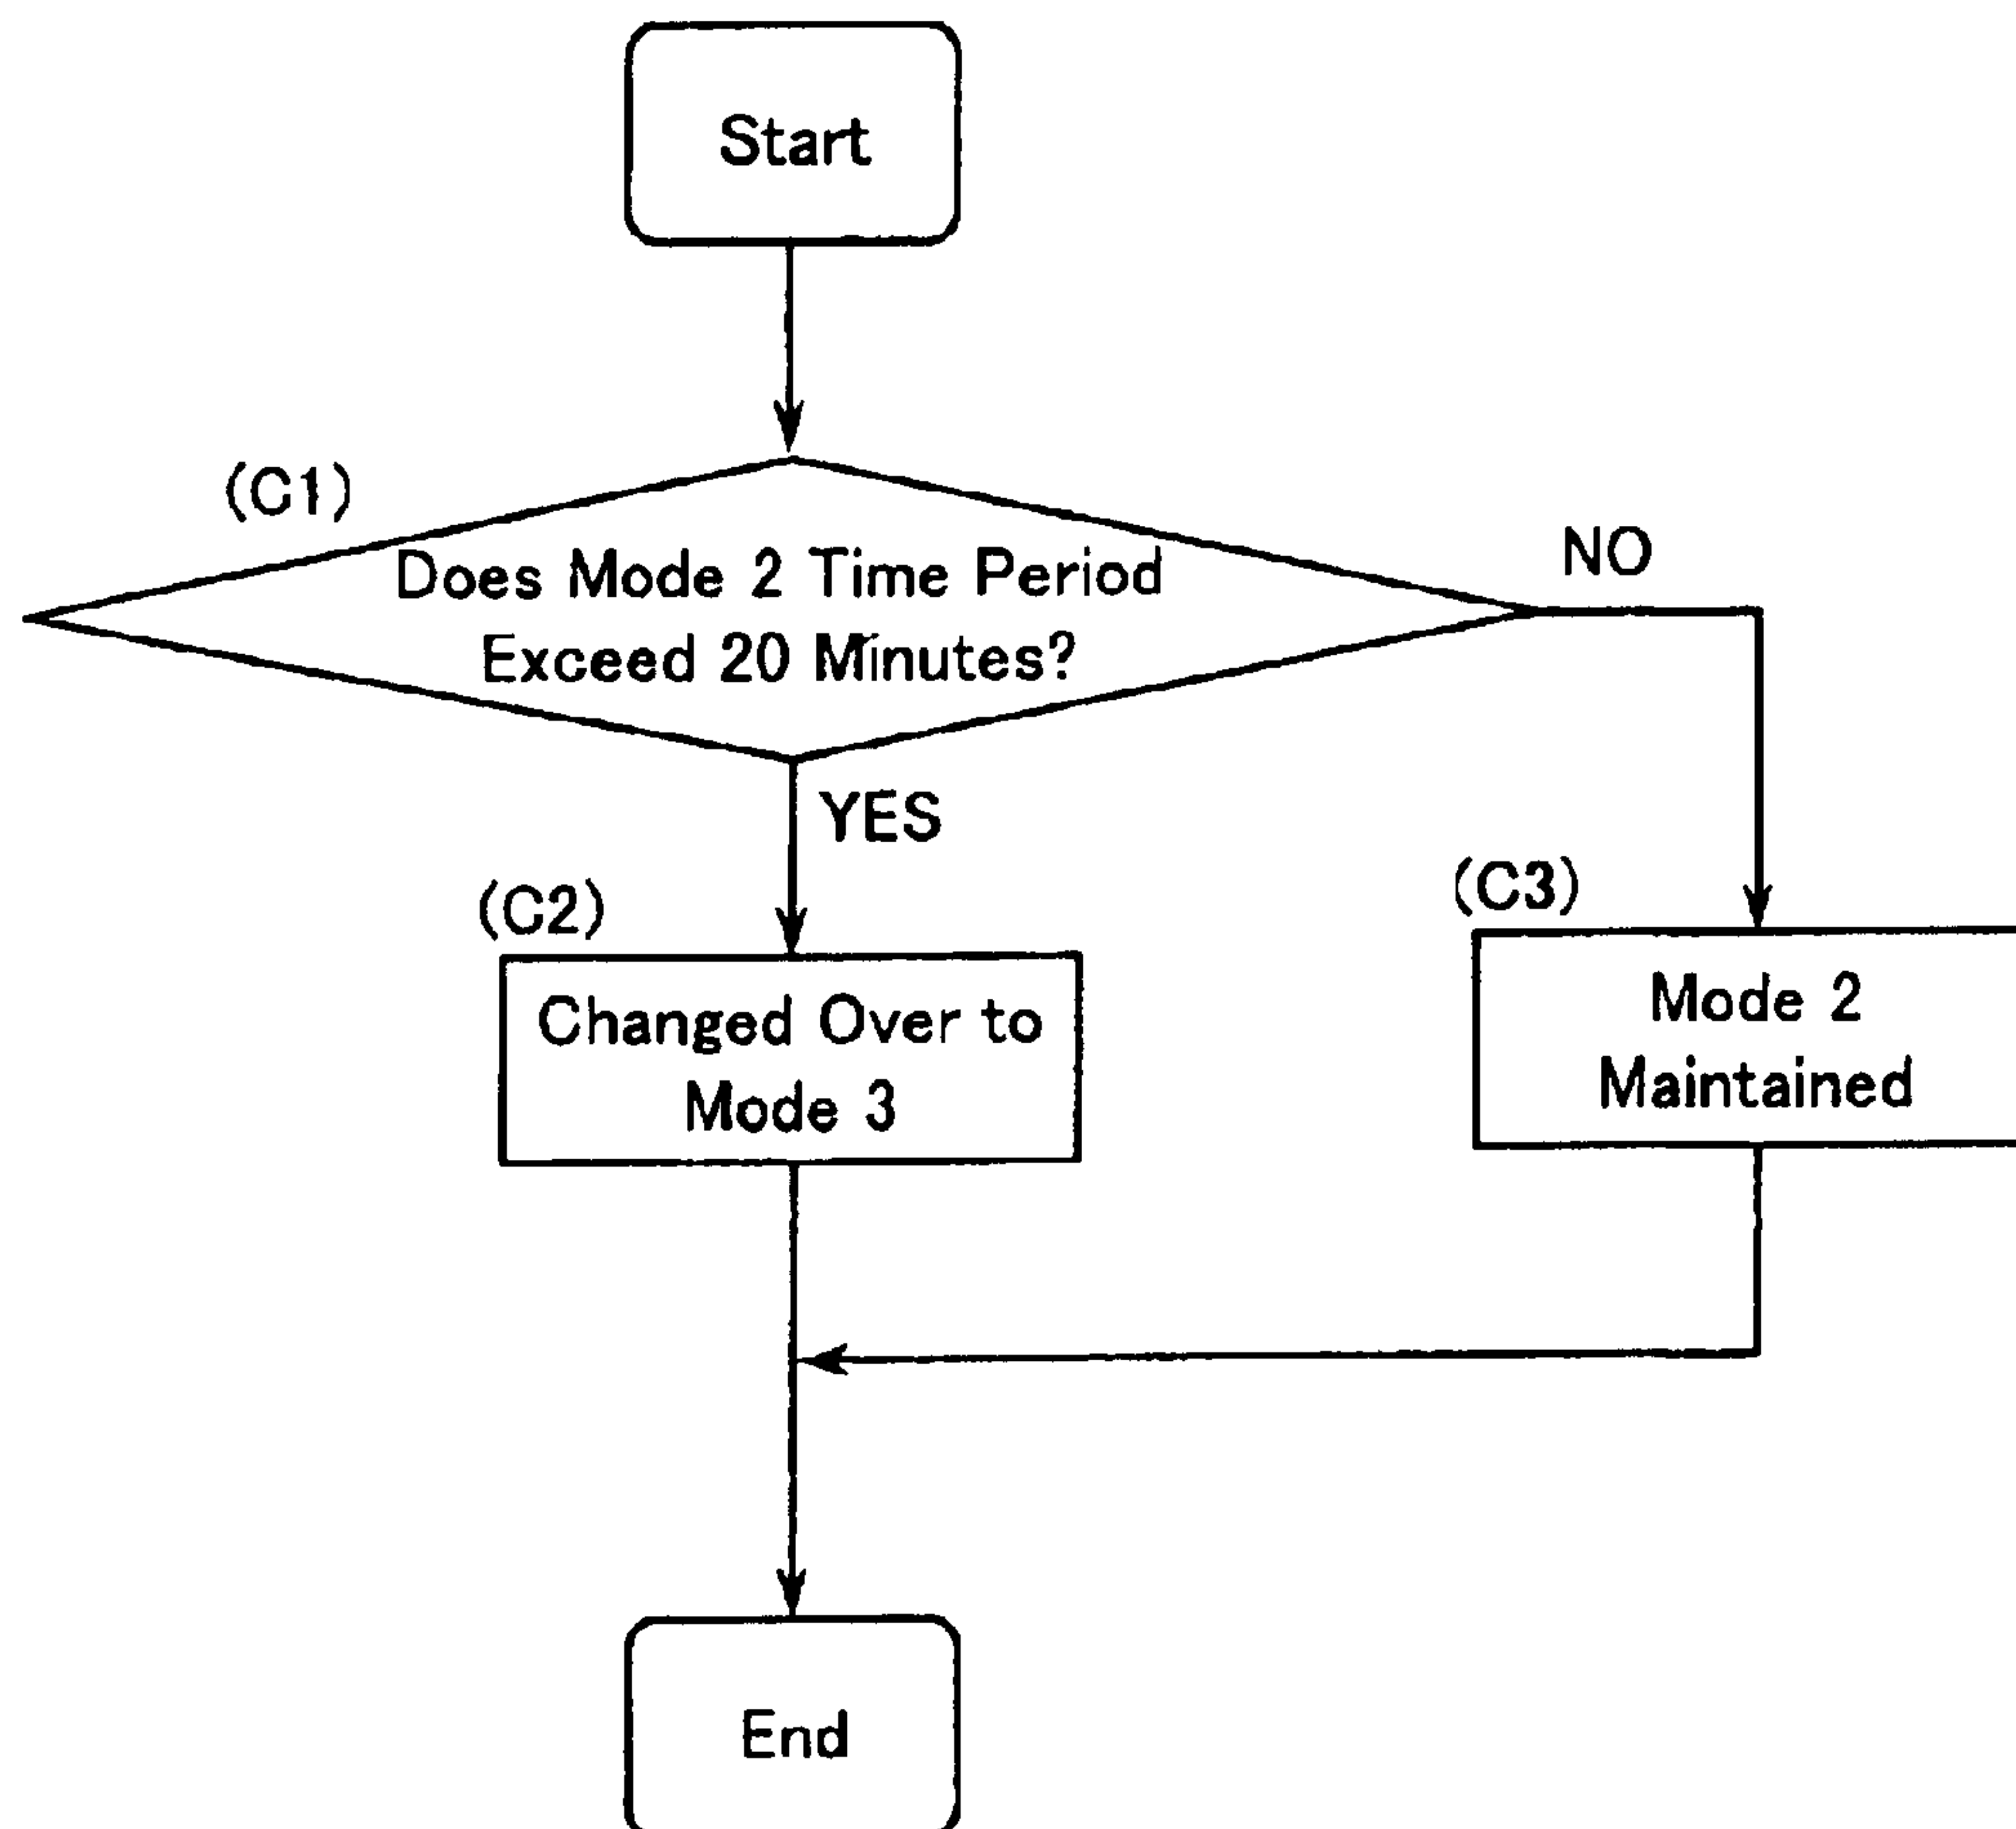 Start
(C1)
Does Mode 2 Time Period
Exceed 20 Minutes?
NO
YES
(C2)
Changed Over to
Mode 3
(C3)
Mode 2
Maintained
End